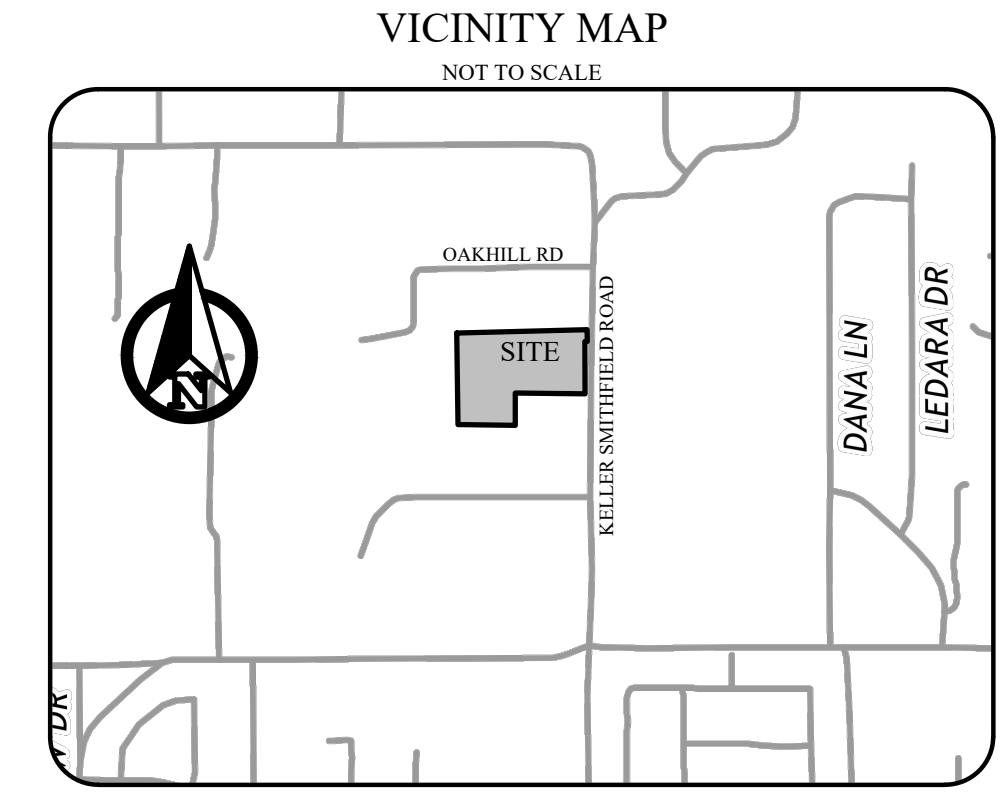 VICINITY MAP
NOT TO SCALE
OAKHILL RD
SITE
KELLER SMITHFIELD ROAD
DANA LN
LEDARA DR
N
DR